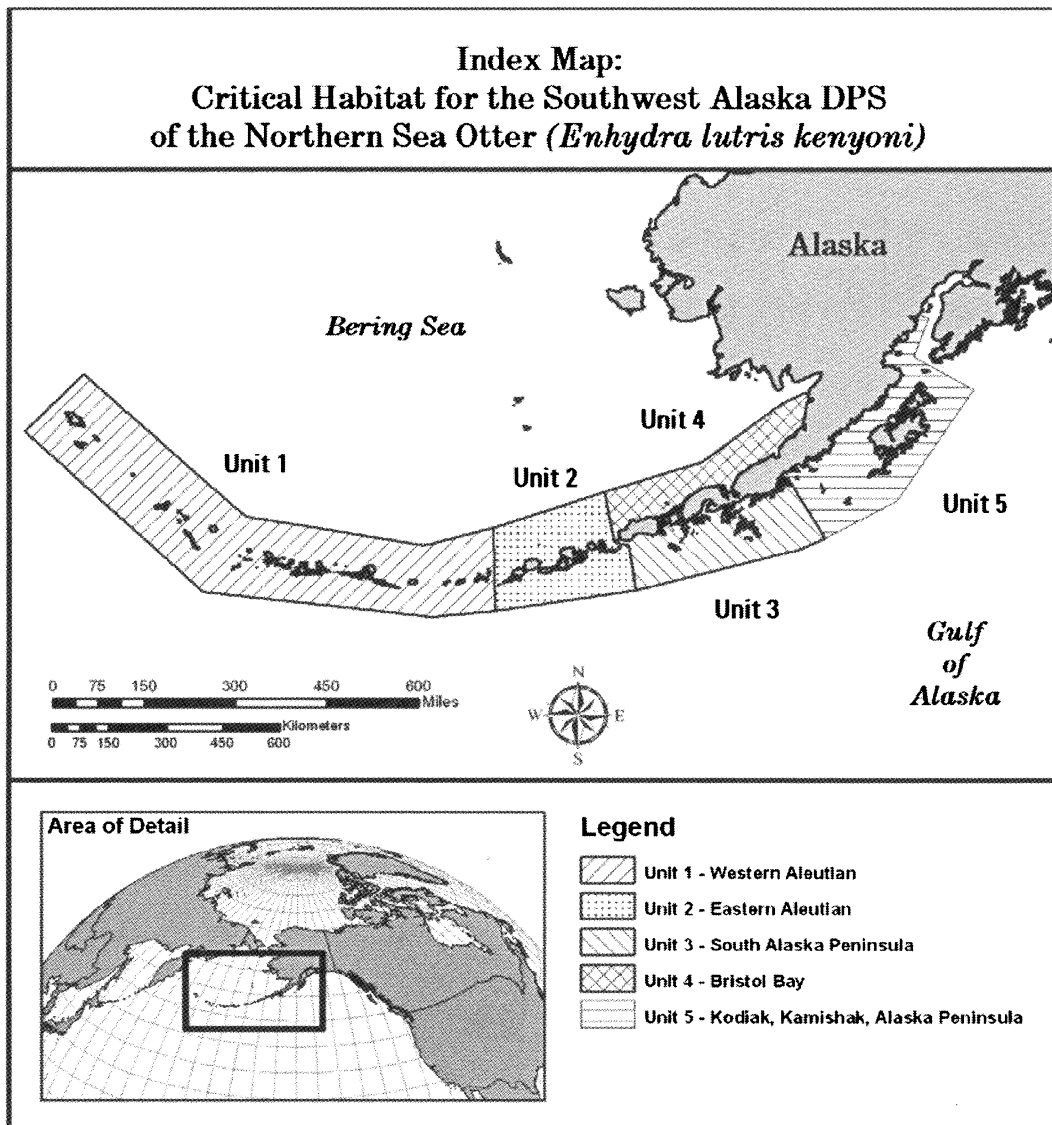 Index Map:
Critical Habitat for the Southwest Alaska DPS
of the Northern Sea Otter (Enhydra lutris kenyoni)
Alaska
Bering Sea
Unit 4
Unit 1
Unit 2
Unit 5
Unit 3
Gulf
of
Alaska
0 75 150 300 450 600
Miles
Kilometers
0 75 150 300 450 600
N
W E
S
Area of Detail
Legend
Unit 1 - Western Aleutian
Unit 2 - Eastern Aleutian
Unit 3 - South Alaska Peninsula
Unit 4 - Bristol Bay
Unit 5 - Kodiak, Kamishak, Alaska Peninsula